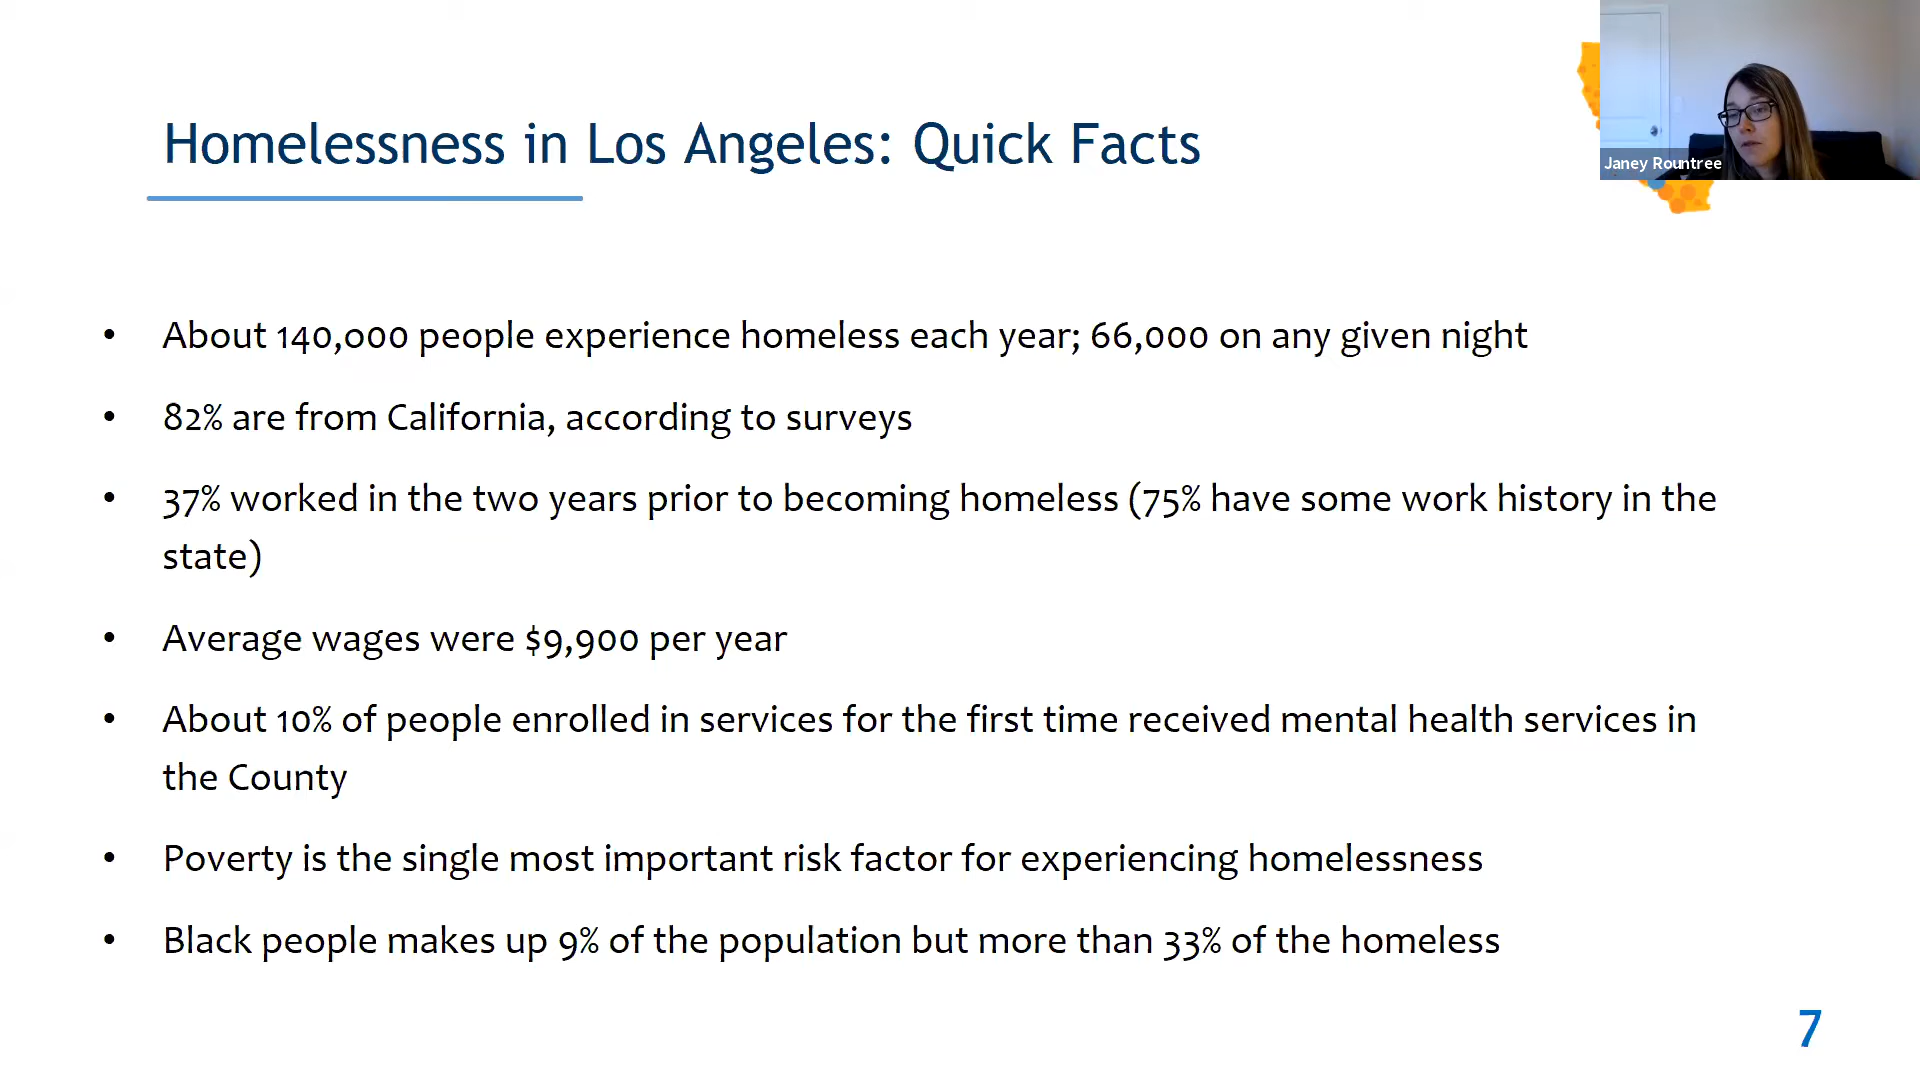 Homelessness in Los Angeles: Quick Facts
Janey Rountree
• About 140,000 people experience homeless each year; 66,000 on any given night
• 82% are from California, according to surveys
• 37% worked in the two years prior to becoming homeless (75% have some work history in the
state)
• Average wages were $9,900 per year
• About 10% of people enrolled in services for the first time received mental health services in
the County
• Poverty is the single most important risk factor for experiencing homelessness
• Black people makes up 9% of the population but more than 33% of the homeless
7